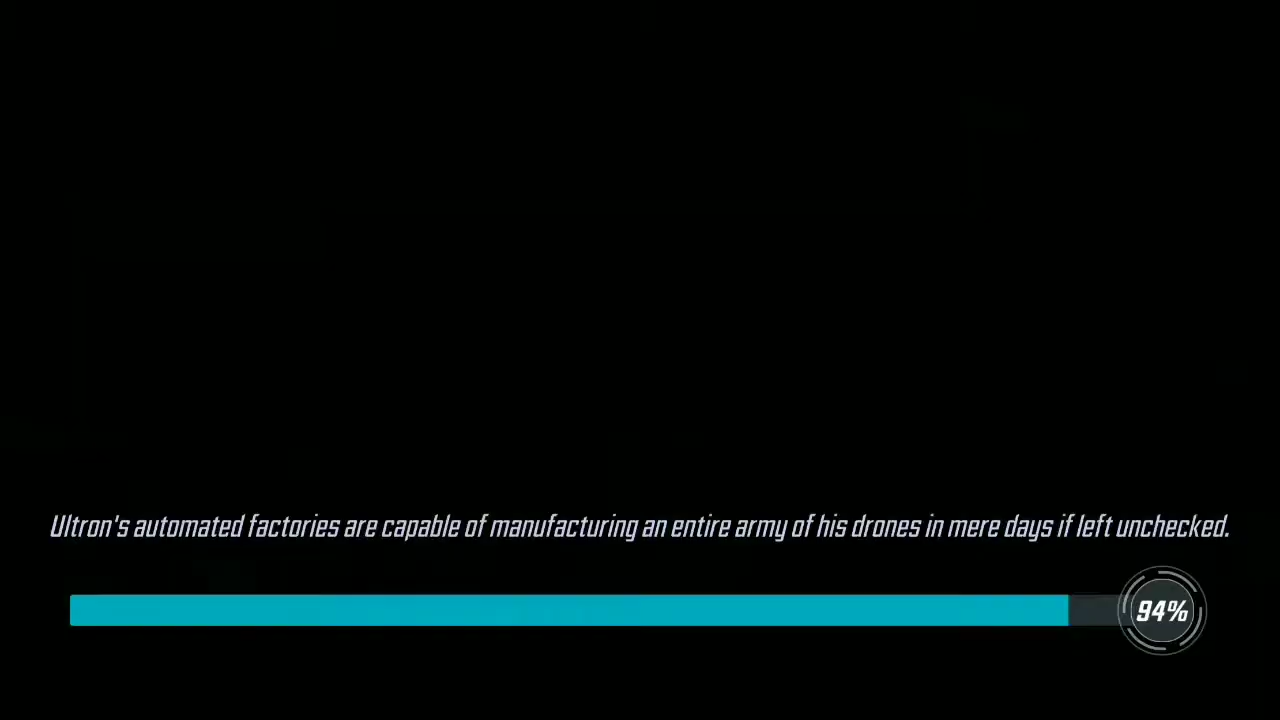 Ultron's automated factories are capable of manufacturing an entire army of his drones in mere days if left unchecked.
94%